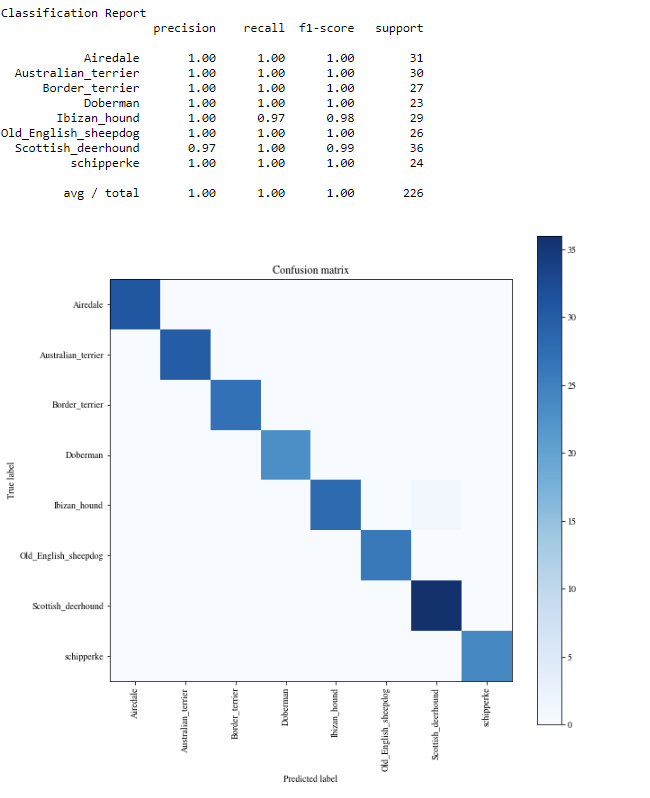 Classification Report
precision recall f1-score support
Airedale 1.00 1.00 1.00 31
Australian_terrier 1.00 1.00 1.00 30
Border_terrier 1.00 1.00 1.00 27
Doberman 1.00 1.00 1.00 23
Ibizan_hound 1.00 0.97 0.98 29
Old_English_sheepdog 1.00 1.00 1.00 26
Scottish_deerhound 0.97 1.00 0.99 36
schipperke 1.00 1.00 1.00 24
avg / total 1.00 1.00 1.00 226
Confusion matrix
True label
Airedale
Australian_terrier
Border_terrier
Doberman
Ibizan_hound
Old_English_sheepdog
Scottish_deerhound
schipperke
Airedale
Australian_terrier
Border_terrier
Doberman
Ibizan_hound
Old_English_sheepdog
Scottish_deerhound
schipperke
Predicted label
35
30
25
20
15
10
5
0